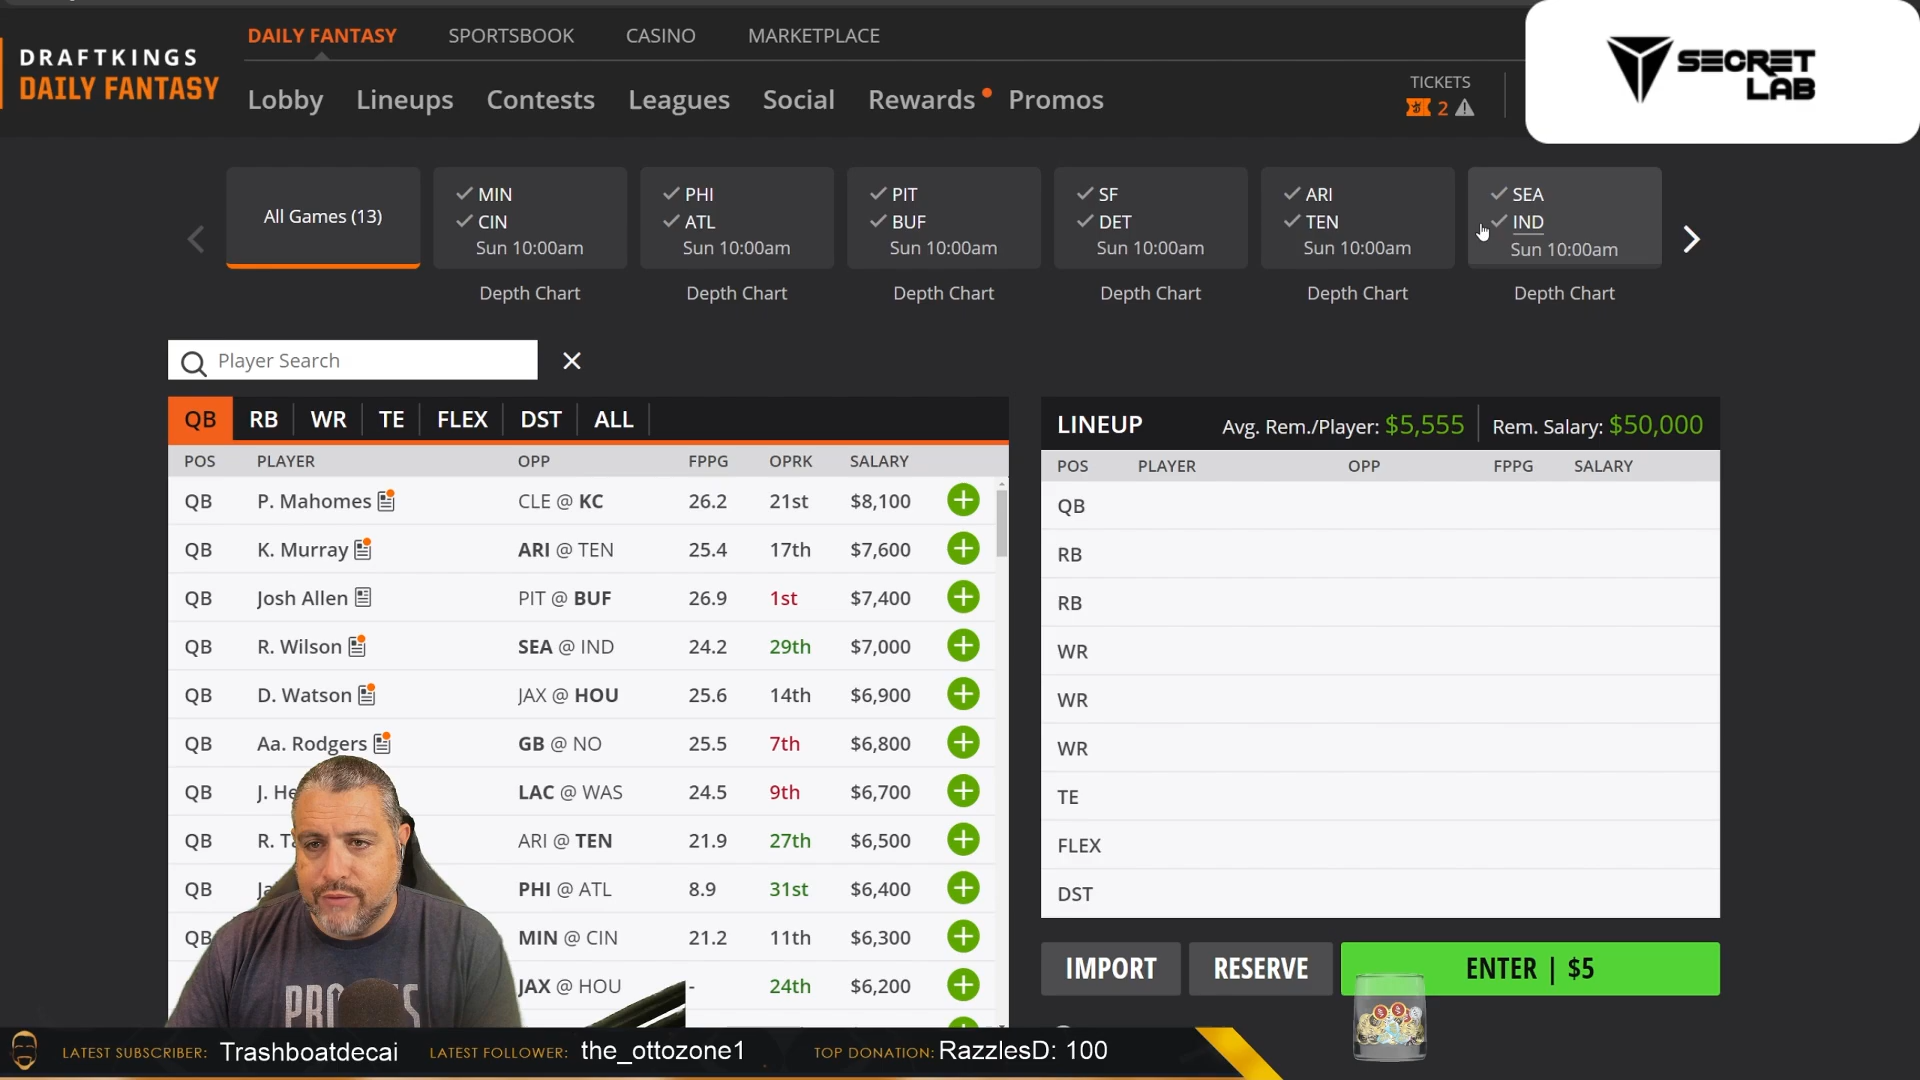 DAILY FANTASY SPORTSBOOK CASINO MARKETPLACE
DRAFTKINGS
DAILY FANTASY
Lobby Lineups Contests Leagues Social Rewards Promos
TICKETS
2
SECRET
LAB
All Games (13)
MIN
CIN
Sun 10:00am
Depth Chart
PHI
ATL
Sun 10:00am
Depth Chart
PIT
BUF
Sun 10:00am
Depth Chart
SF
DET
Sun 10:00am
Depth Chart
ARI
TEN
Sun 10:00am
Depth Chart
SEA
IND
Sun 10:00am
Depth Chart
Player Search
QB RB WR TE FLEX DST ALL
POS PLAYER OPP FPPG OPRK SALARY
QB P. Mahomes CLE @ KC 26.2 21st $8,100
QB K. Murray ARI @ TEN 25.4 17th $7,600
QB Josh Allen PIT @ BUF 26.9 1st $7,400
QB R. Wilson SEA @ IND 24.2 29th $7,000
QB D. Watson JAX @ HOU 25.6 14th $6,900
QB Aa. Rodgers GB @ NO 25.5 7th $6,800
QB J. LAC @ WAS 24.5 9th $6,700
QB R. ARI @ TEN 21.9 27th $6,500
QB PHI @ ATL 8.9 31st $6,400
QB MIN @ CIN 21.2 11th $6,300
JAX @ HOU - 24th $6,200
LINEUP Avg. Rem./Player: $5,555 Rem. Salary: $50,000
POS PLAYER OPP FPPG SALARY
QB
RB
RB
WR
WR
WR
TE
FLEX
DST
IMPORT RESERVE ENTER | $5
LATEST SUBSCRIBER: Trashboatdecai LATEST FOLLOWER: the_ottozone1 TOP DONATION: RazzlesD: 100